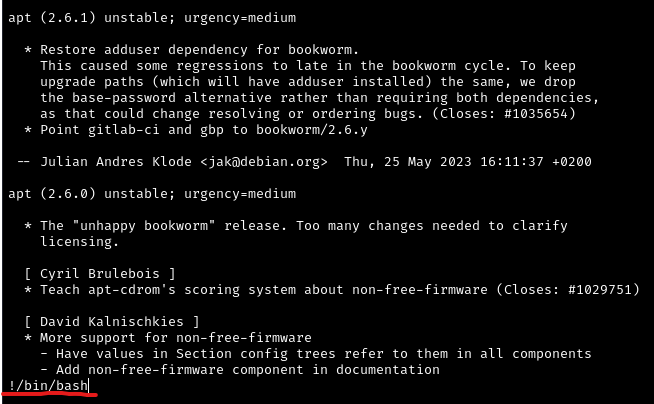 apt (2.6.1) unstable; urgency=medium
* Restore adduser dependency for bookworm.
This caused some regressions to late in the bookworm cycle. To keep
upgrade paths (which will have adduser installed) the same, we drop
the base-password alternative rather than requiring both dependencies,
as that could change resolving or ordering bugs. (Closes: #1035654)
* Point gitlab-ci and gbp to bookworm/2.6.y
-- Julian Andres Klode <jak@debian.org>  Thu, 25 May 2023 16:11:37 +0200
apt (2.6.0) unstable; urgency=medium
* The "unhappy bookworm" release. Too many changes needed to clarify
licensing.
[ Cyril Brulebois ]
* Teach apt-cdrom's scoring system about non-free-firmware (Closes: #1029751)
[ David Kalnischkies ]
* More support for non-free-firmware
- Have values in Section config trees refer to them in all components
- Add non-free-firmware component in documentation
!/bin/bash